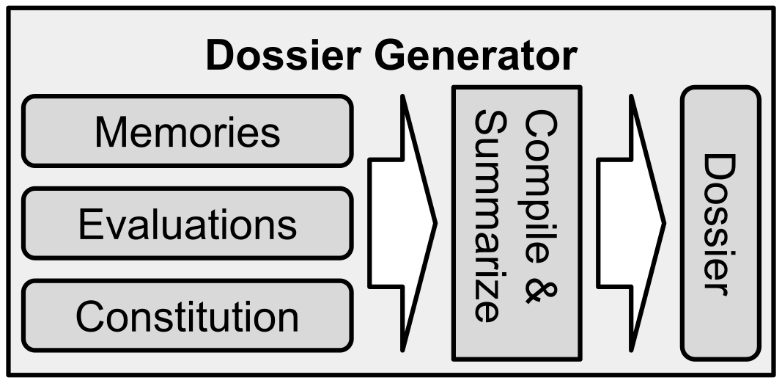 Dossier Generator
Memories
Evaluations
Constitution
Compile &
Summarize
Dossier